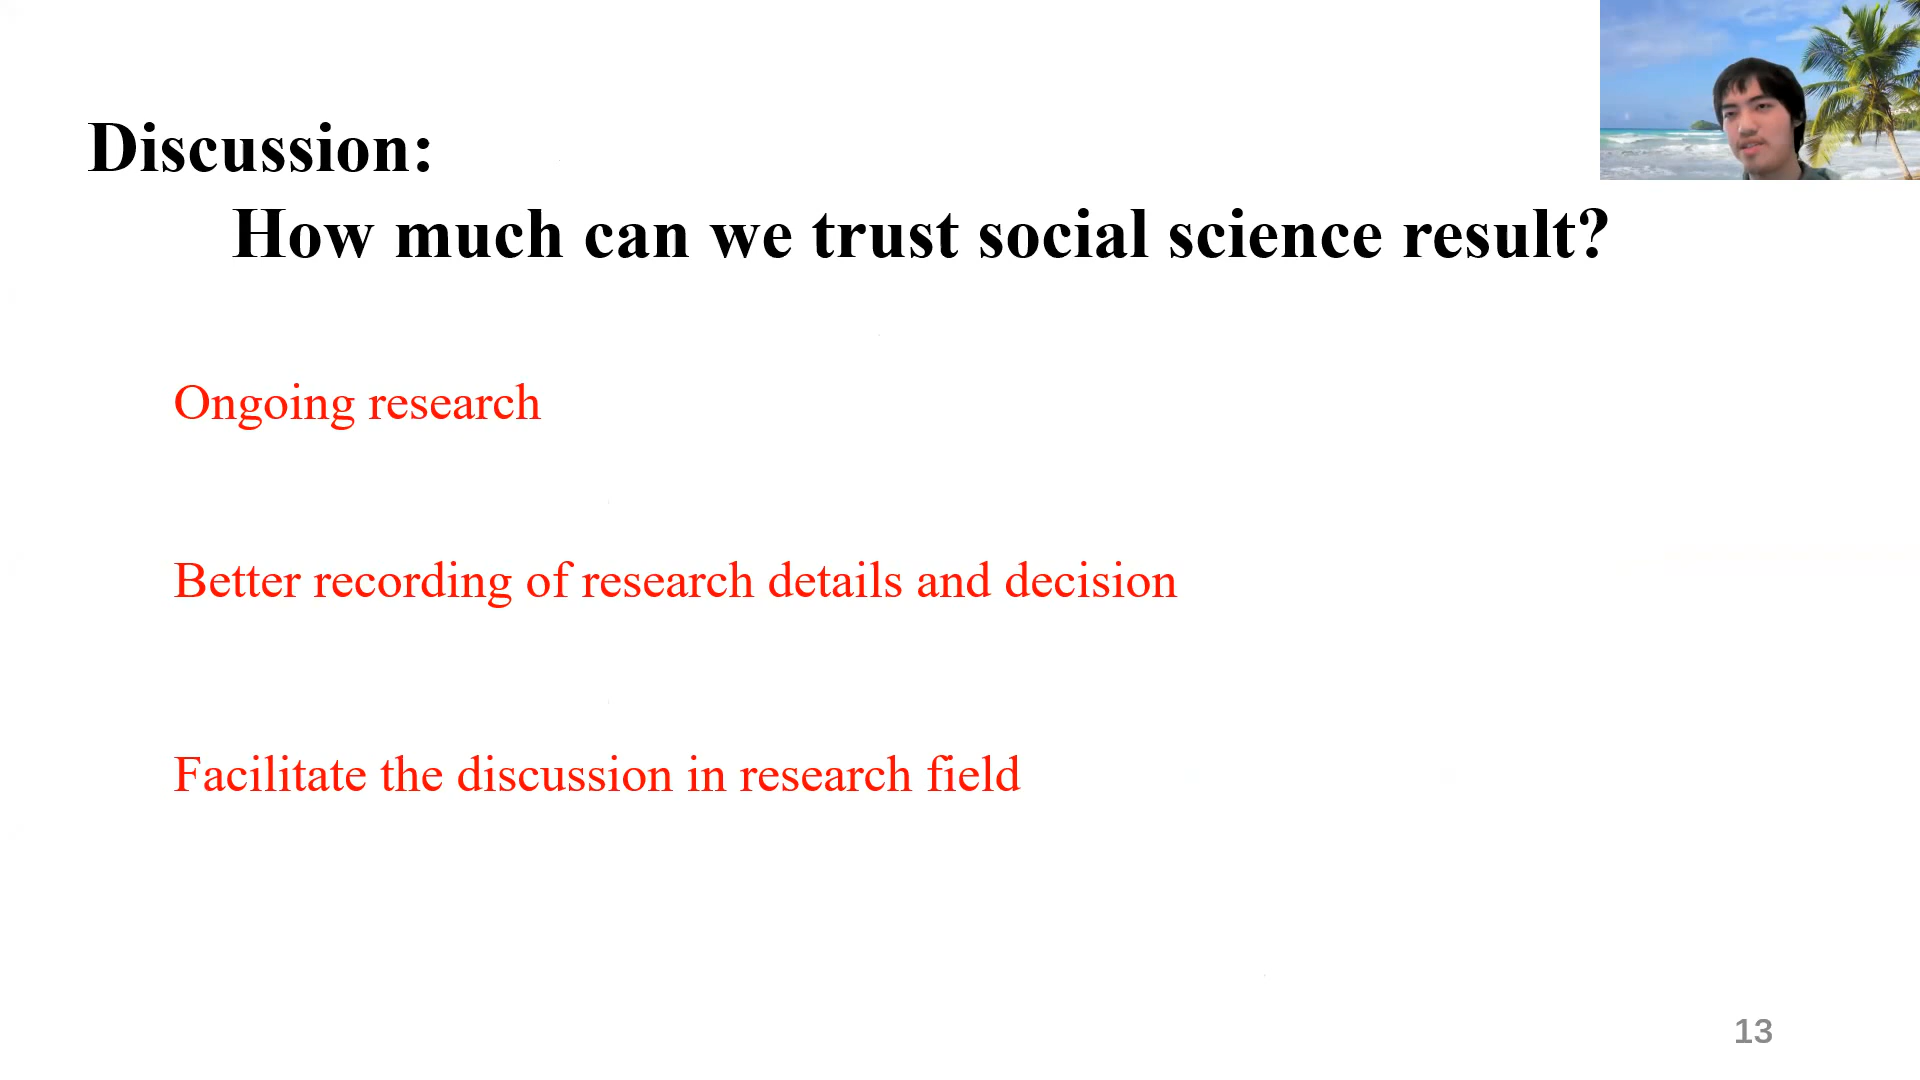 Discussion:
How much can we trust social science result?
Ongoing research
Better recording of research details and decision
Facilitate the discussion in research field
13